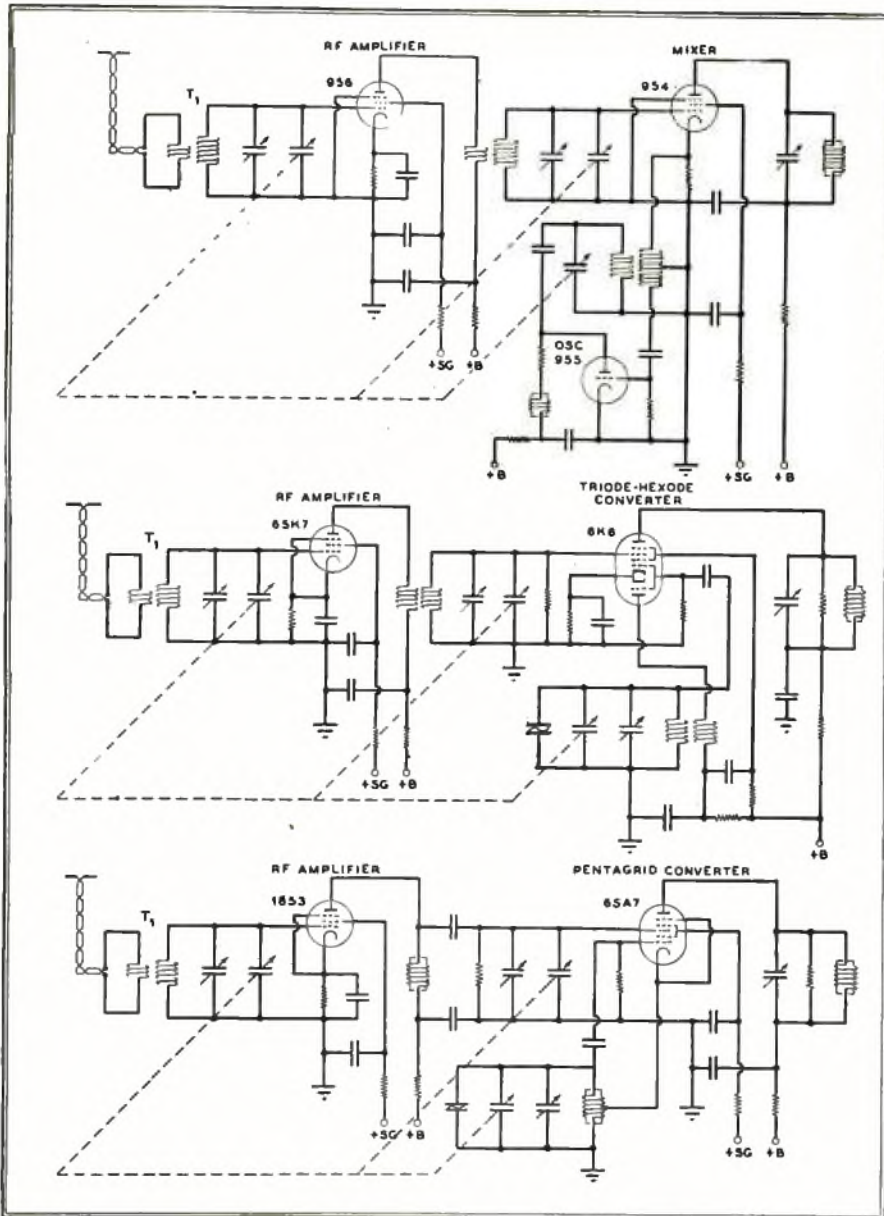 RF AMPLIFIER
MIXER
956
954
T1
OSC
955
+SG
+B
+B
+SG
+B
RF AMPLIFIER
TRIODE-HEXODE
CONVERTER
6SK7
6K8
T1
+SG
+B
+B
RF AMPLIFIER
PENTAGRID CONVERTER
1853
6SA7
T1
+SG
+B
+SG
+B